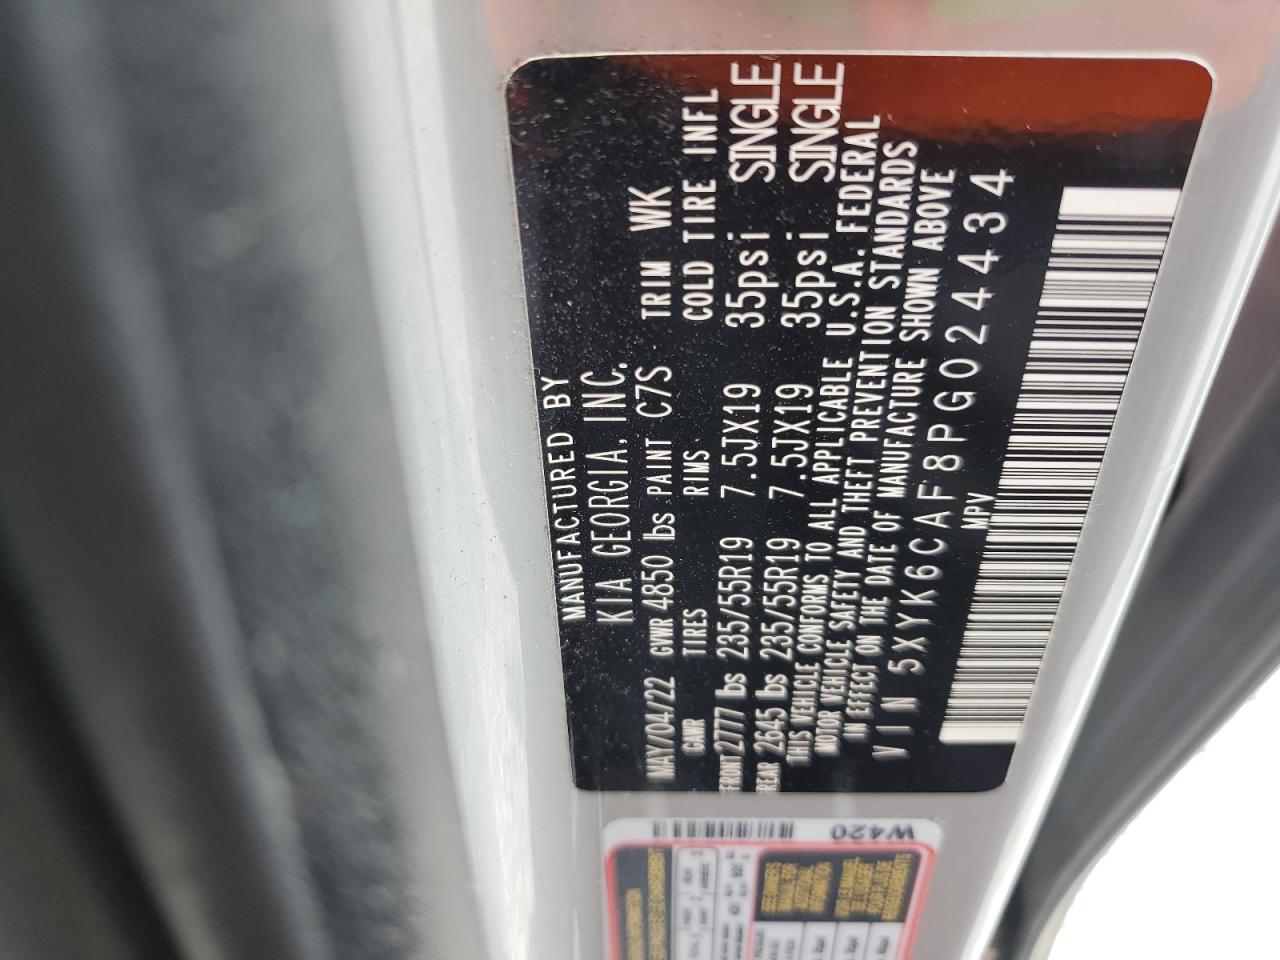 MANUFACTURED BY
KIA GEORGIA, INC.
MAY/04/22 GVWR 4850 lbs PAINT C7S TRIM WK
GAWR TIRES RIMS COLD TIRE INFL
FRONT 2777 lbs 235/55R19 7.5JX19 35psi SINGLE
REAR 2645 lbs 235/55R19 7.5JX19 35psi SINGLE
THIS VEHICLE CONFORMS TO ALL APPLICABLE U.S.A. FEDERAL
MOTOR VEHICLE SAFETY AND THEFT PREVENTION STANDARDS
IN EFFECT ON THE DATE OF MANUFACTURE SHOWN ABOVE
VIN 5XYK6CAF8PG024434
MPV
W420